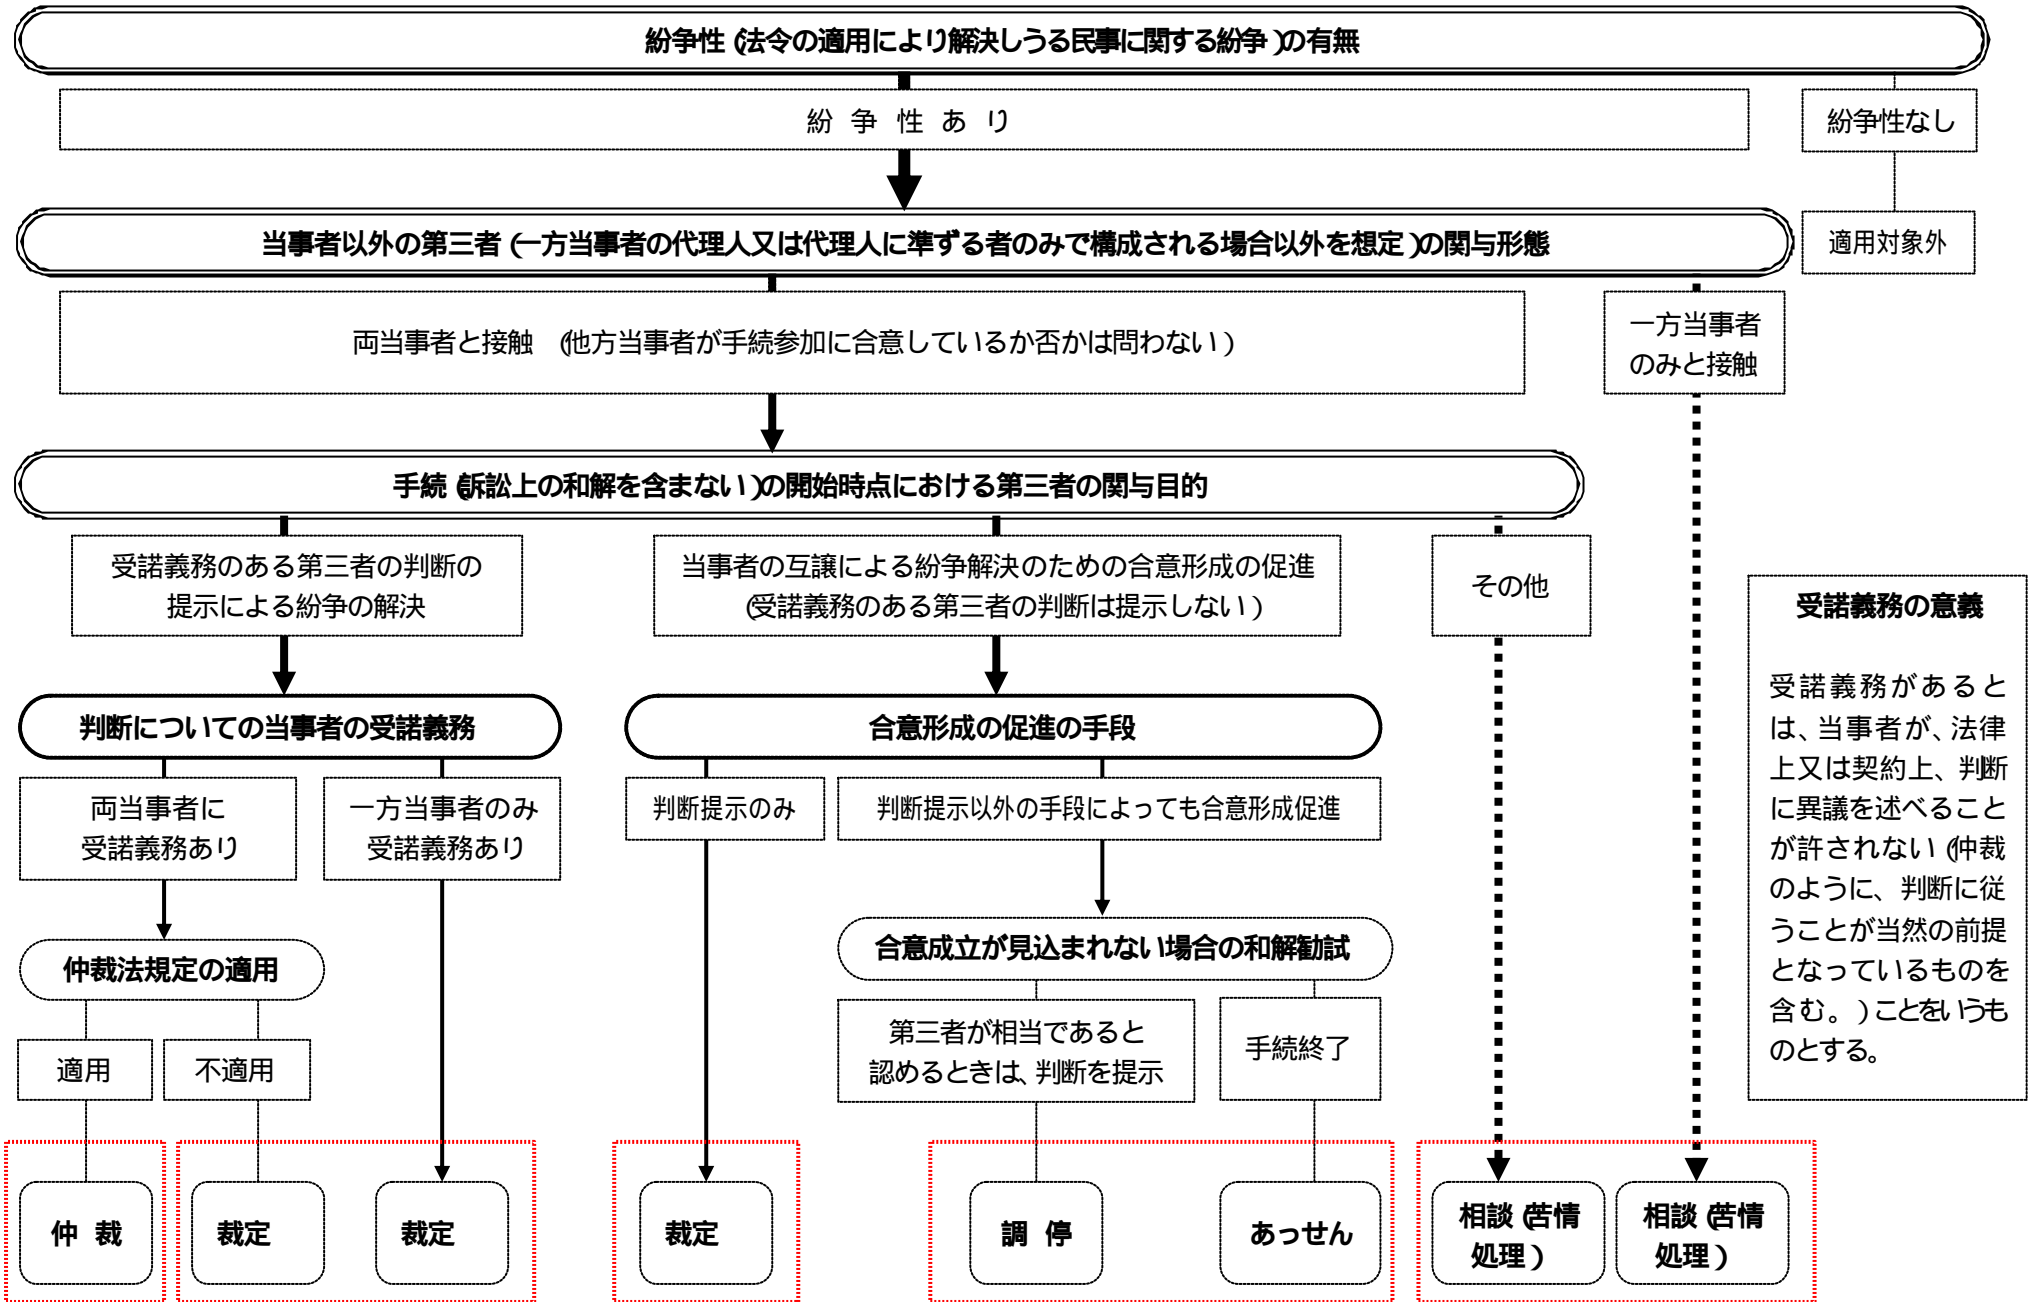 紛争性（法令の適用により解決しうる民事に関する紛争）の有無
紛争性あり
紛争性なし
当事者以外の第三者（一方当事者の代理人又は代理人に準ずる者のみで構成される場合以外を想定）の関与形態
適用対象外
両当事者と接触　（他方当事者が手続参加に合意しているか否かは問わない）
一方当事者
のみと接触
手続（訴訟上の和解を含まない）の開始時点における第三者の関与目的
受諾義務のある第三者の判断の
提示による紛争の解決
当事者の互譲による紛争解決のための合意形成の促進
（受諾義務のある第三者の判断は提示しない）
その他
受諾義務の意義
受諾義務があると
は、当事者が、法律
上又は契約上、判断
に異議を述べること
が許されない（仲裁
のように、判断に従
うことが当然の前提
となっているものを
含む。）ことをいうも
のとする。
判断についての当事者の受諾義務
合意形成の促進の手段
両当事者に
受諾義務あり
一方当事者のみ
受諾義務あり
判断提示のみ
判断提示以外の手段によっても合意形成促進
仲裁法規定の適用
合意成立が見込まれない場合の和解勧試
適用
不適用
第三者が相当であると
認めるときは、判断を提示
手続終了
仲 裁
裁定
裁定
裁定
調 停
あっせん
相談（苦情
処理）
相談（苦情
処理）